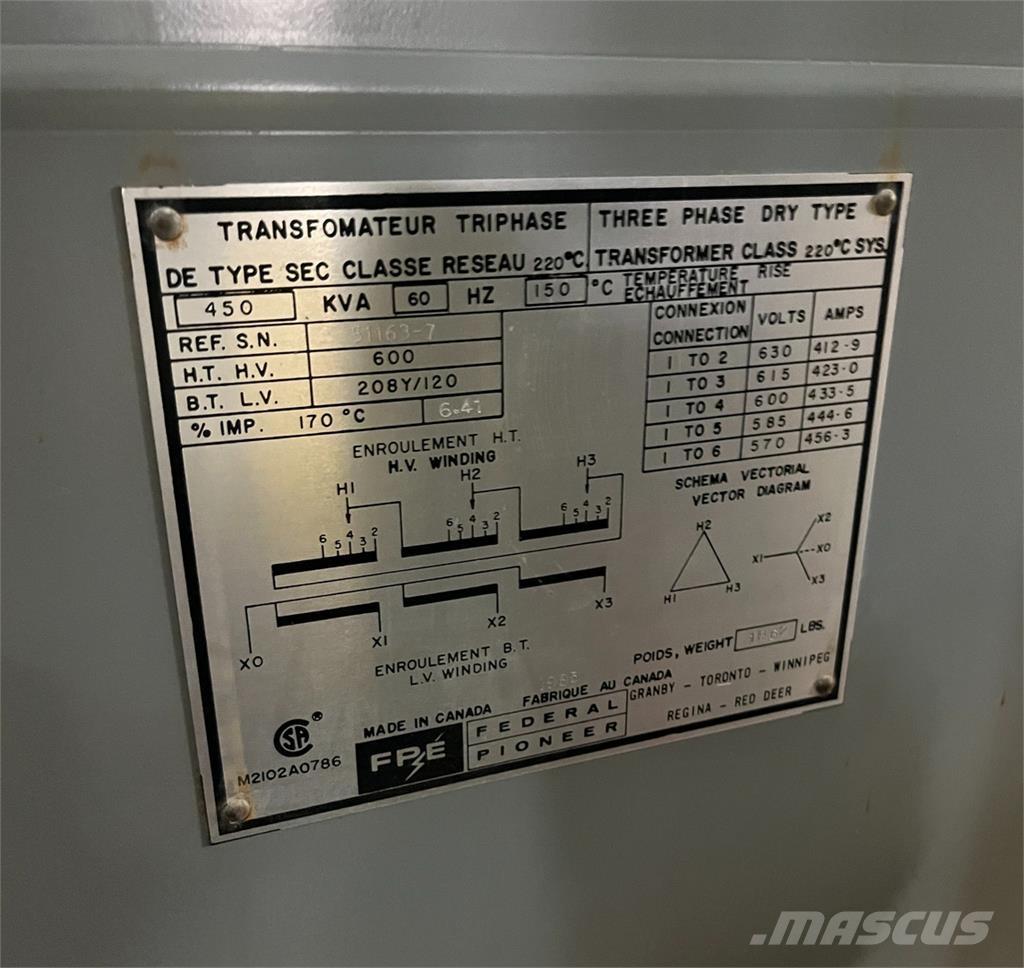 TRANSFOMATEUR TRIPHASE
DE TYPE SEC CLASSE RESEAU 220°C
THREE PHASE DRY TYPE
TRANSFORMER CLASS 220°C SYS.
450 KVA 60 HZ 150 °C TEMPERATURE RISE
ECHAUFFEMENT
REF. S.N.
H.T. H.V. 600
B.T. L.V. 208Y/120
% IMP. 170 °C 6.41
CONNEXION
CONNECTION VOLTS AMPS
1 TO 2 630 412-9
1 TO 3 615 423-0
1 TO 4 600 433-5
1 TO 5 585 444-6
1 TO 6 570 456-3
ENROULEMENT H.T.
H.V. WINDING
H1 H2 H3
6 5 4 3 2 6 5 4 3 2 6 5 4 3 2
X0 X1 X2 X3
ENROULEMENT B.T.
L.V. WINDING
SCHEMA VECTORIAL
VECTOR DIAGRAM
H2
H1 H3
X2
X1 X0
X3
POIDS, WEIGHT LBS.
MADE IN CANADA FABRIQUE AU CANADA
GRANBY - TORONTO - WINNIPEG
REGINA - RED DEER
SA ®
M2102A0786
FPÉ
FEDERAL
PIONEER
.MASCUS